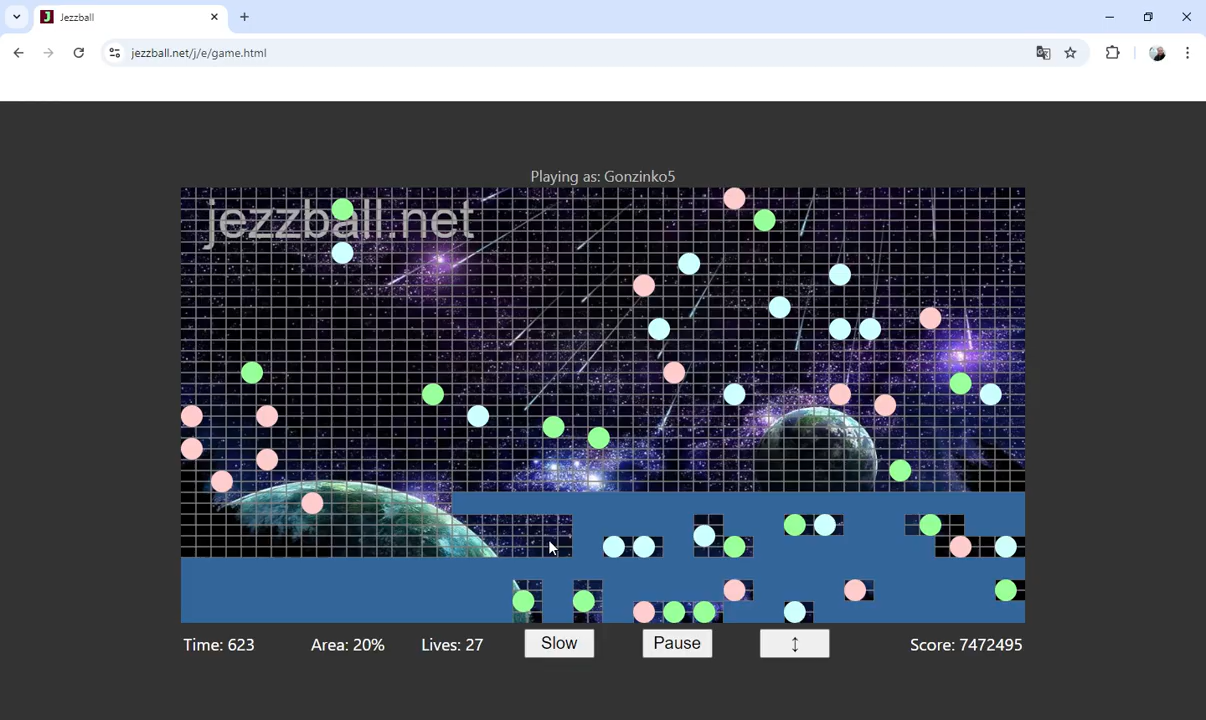 Jezzball
jezzball.net/j/e/game.html
Playing as: Gonzinko5
jezzball.net
Time: 623 Area: 20% Lives: 27 Slow Pause ↕ Score: 7472495